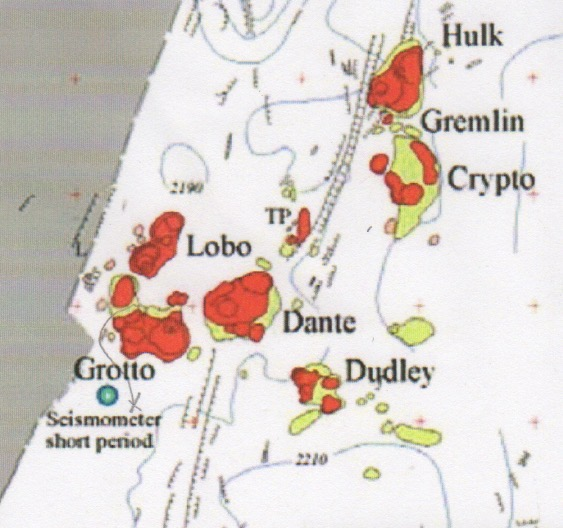 Hulk
Gremlin
Crypto
2190
TP
Lobo
Dante
Grotto
Dudley
Seismometer
short period
2210